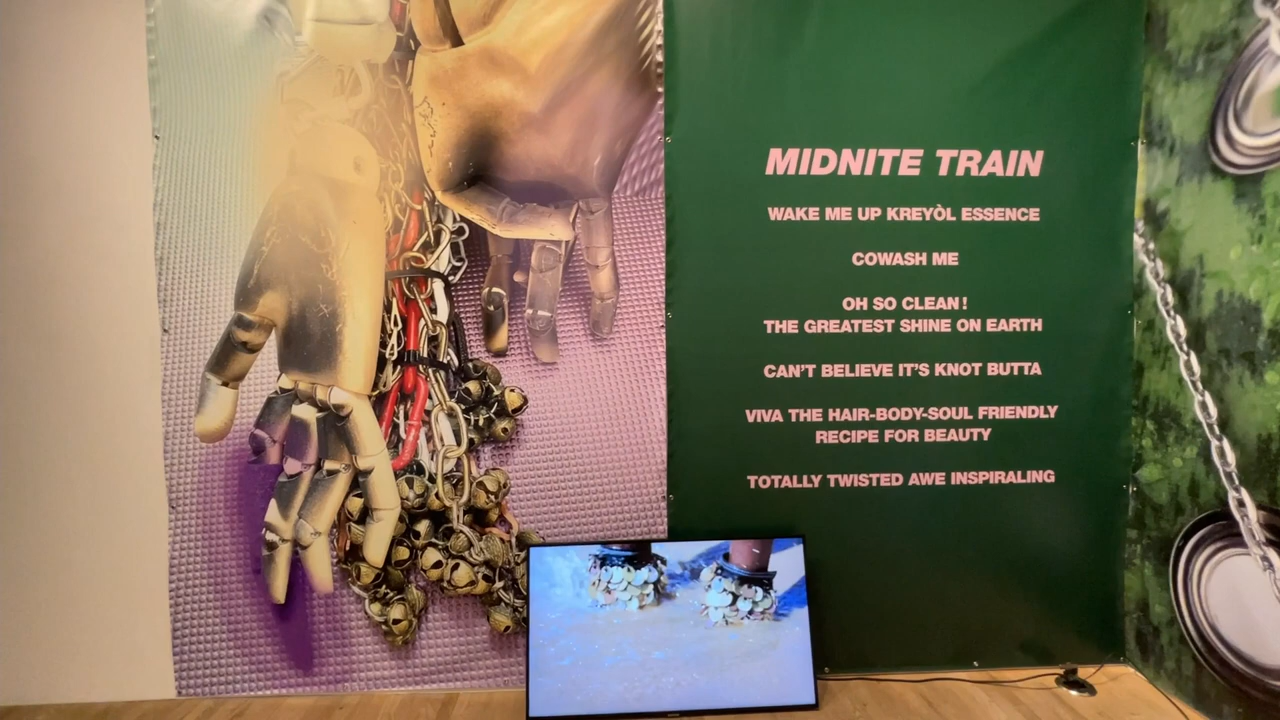 MIDNITE TRAIN
WAKE ME UP KREYÒL ESSENCE
COWASH ME
OH SO CLEAN!
THE GREATEST SHINE ON EARTH
CAN'T BELIEVE IT'S KNOT BUTTA
VIVA THE HAIR-BODY-SOUL FRIENDLY
RECIPE FOR BEAUTY
TOTALLY TWISTED AWE INSPIRALING